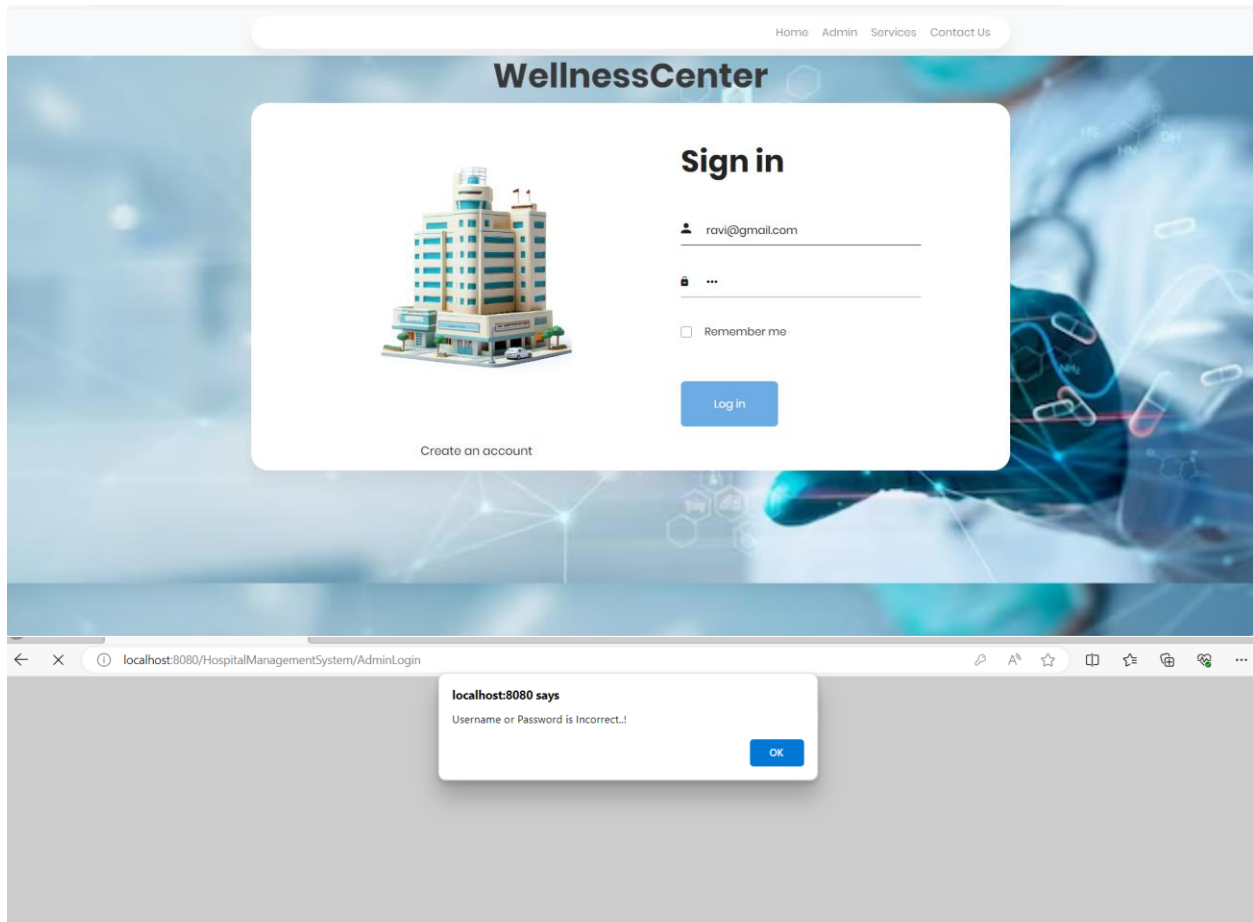 Home Admin Services Contact Us
WellnessCenter
Sign in
ravi@gmail.com
•••
Remember me
Log in
Create an account
localhost:8080/HospitalManagementSystem/AdminLogin
localhost:8080 says
Username or Password is Incorrect..!
OK